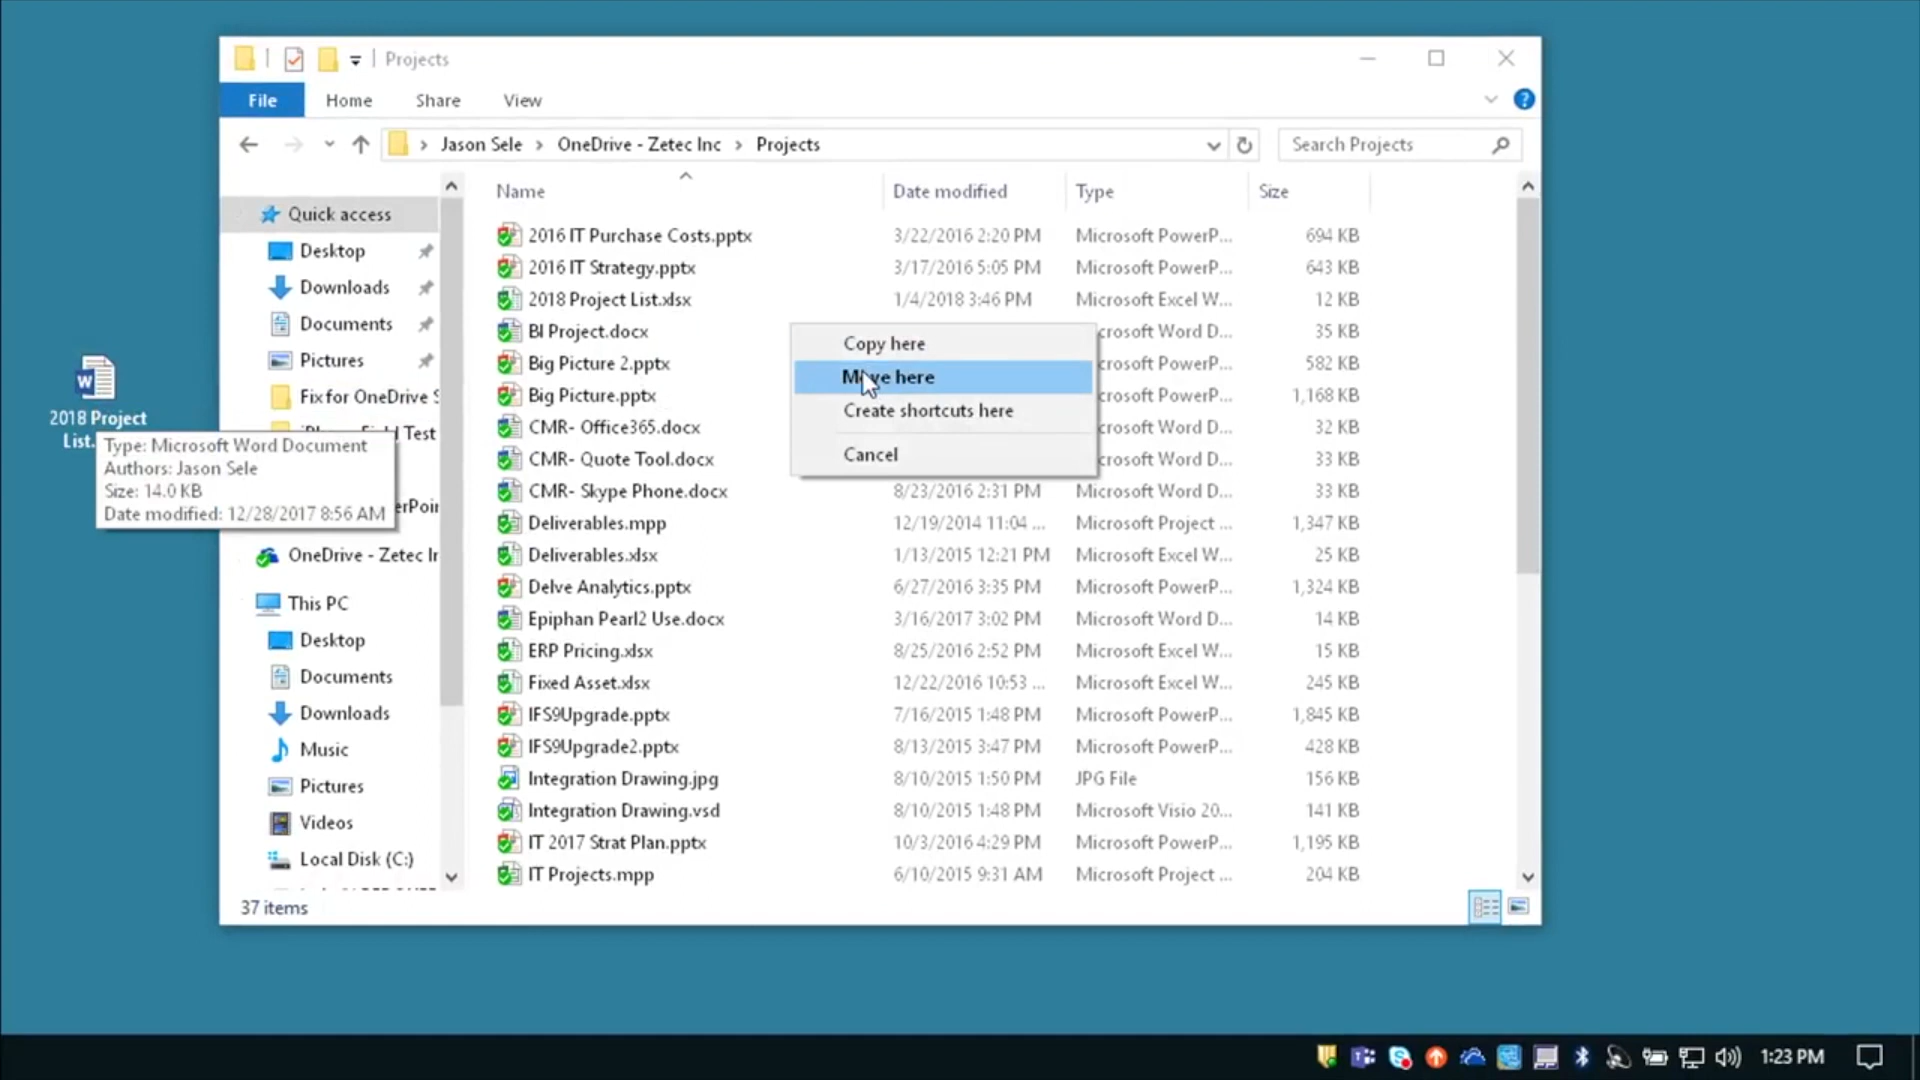 Projects
File Home Share View
Jason Sele > OneDrive - Zetec Inc > Projects
Search Projects
Name Date modified Type Size
Quick access
Desktop
Downloads
Documents
Pictures
Fix for OneDrive S
Field Test
erPoin
OneDrive - Zetec In
This PC
Desktop
Documents
Downloads
Music
Pictures
Videos
Local Disk (C:)
2016 IT Purchase Costs.pptx 3/22/2016 2:20 PM Microsoft PowerP... 694 KB
2016 IT Strategy.pptx 3/17/2016 5:05 PM Microsoft PowerP... 643 KB
2018 Project List.xlsx 1/4/2018 3:46 PM Microsoft Excel W... 12 KB
BI Project.docx crosoft Word D... 35 KB
Big Picture 2.pptx crosoft PowerP... 582 KB
Big Picture.pptx crosoft PowerP... 1,168 KB
CMR- Office365.docx crosoft Word D... 32 KB
CMR- Quote Tool.docx crosoft Word D... 33 KB
CMR- Skype Phone.docx 8/23/2016 2:31 PM Microsoft Word D... 33 KB
Deliverables.mpp 12/19/2014 11:04 ... Microsoft Project ... 1,347 KB
Deliverables.xlsx 1/13/2015 12:21 PM Microsoft Excel W... 25 KB
Delve Analytics.pptx 6/27/2016 3:35 PM Microsoft PowerP... 1,324 KB
Epiphan Pearl2 Use.docx 3/16/2017 3:02 PM Microsoft Word D... 14 KB
ERP Pricing.xlsx 8/25/2016 2:52 PM Microsoft Excel W... 15 KB
Fixed Asset.xlsx 12/22/2016 10:53 ... Microsoft Excel W... 245 KB
IFS9Upgrade.pptx 7/16/2015 1:48 PM Microsoft PowerP... 1,845 KB
IFS9Upgrade2.pptx 8/13/2015 3:47 PM Microsoft PowerP... 428 KB
Integration Drawing.jpg 8/10/2015 1:50 PM JPG File 156 KB
Integration Drawing.vsd 8/10/2015 1:48 PM Microsoft Visio 20... 141 KB
IT 2017 Strat Plan.pptx 10/3/2016 4:29 PM Microsoft PowerP... 1,195 KB
IT Projects.mpp 6/10/2015 9:31 AM Microsoft Project ... 204 KB
Copy here
Move here
Create shortcuts here
Cancel
2018 Project
List.
Type: Microsoft Word Document
Authors: Jason Sele
Size: 14.0 KB
Date modified: 12/28/2017 8:56 AM
37 items
1:23 PM